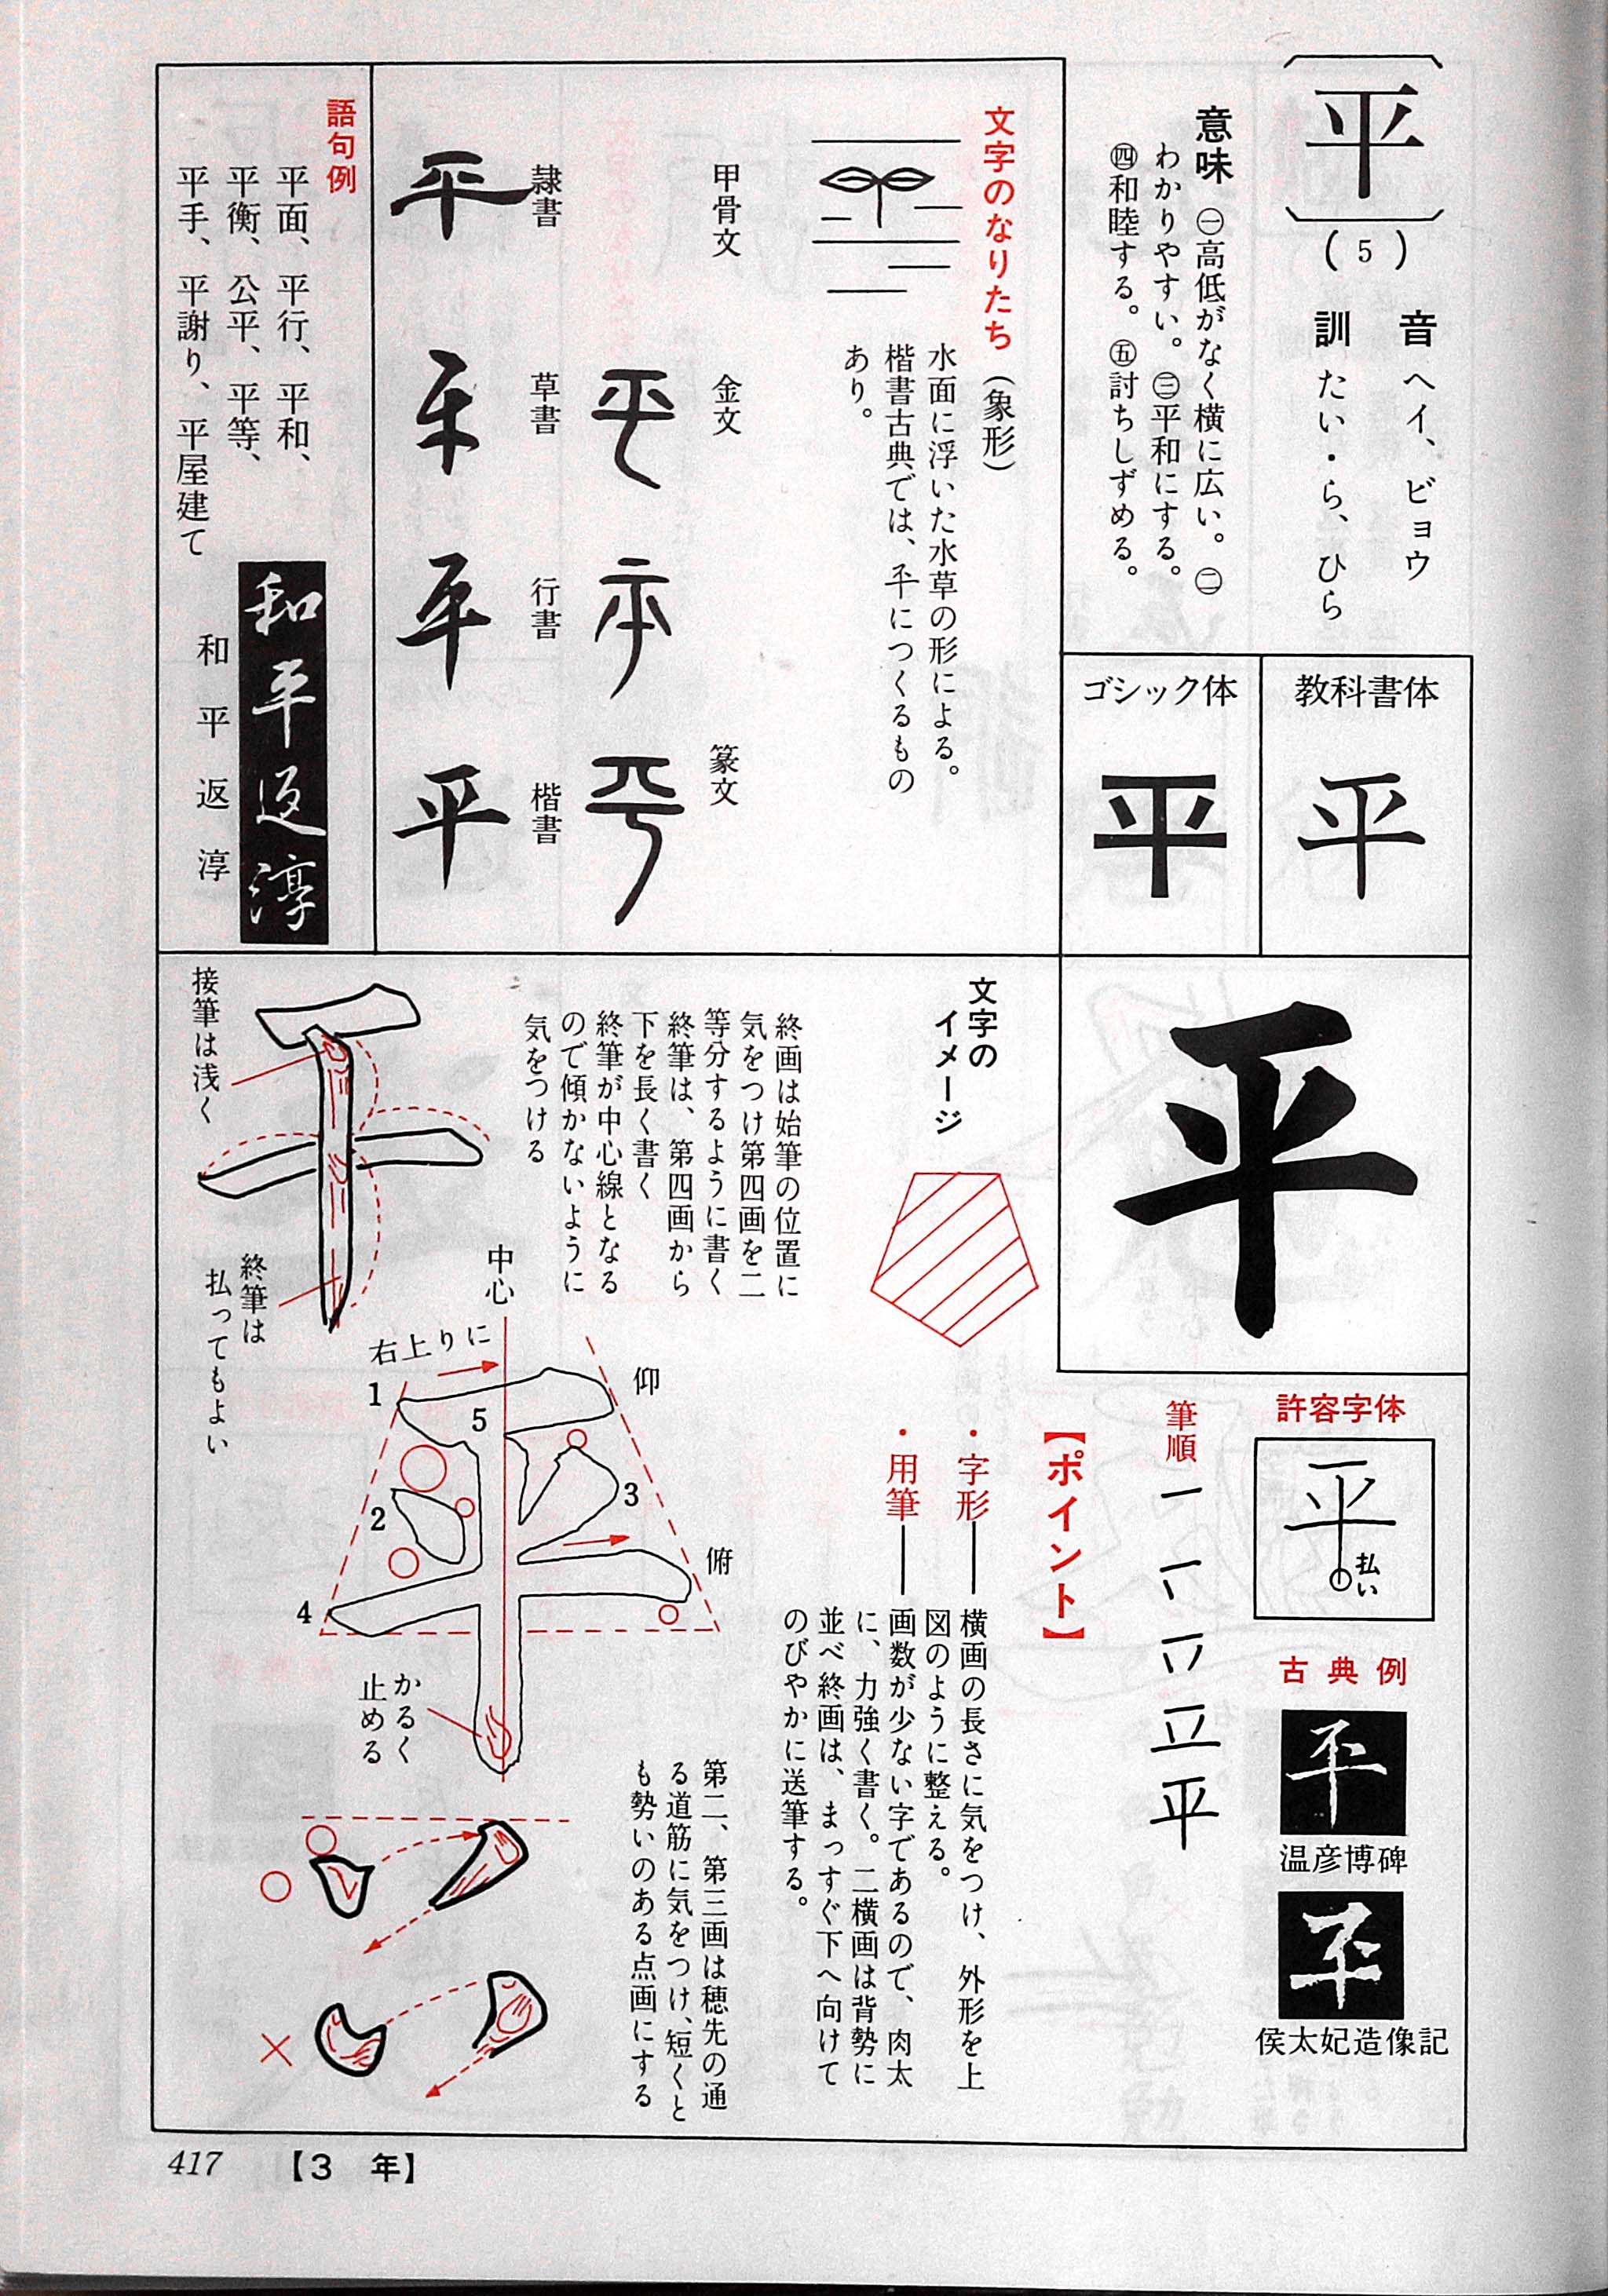 平
(5)
音 ヘイ、ビョウ
訓 たい・ら、ひら
意味 ㊀高低がなく横に広い。㊁
わかりやすい。㊂平和にする。
㊃和睦する。㊄討ちしずめる。
教科書体
平
ゴシック体
平
文字のなりたち（象形）
水面に浮いた水草の形による。
楷書古典では、平につくるもの
あり。
甲骨文
金文
篆文
隷書
平
草書
平
行書
平
楷書
平
語句例
平面、平行、平和、
平衡、公平、平等、
平手、平謝り、平屋建て
和平返淳
和平返淳
平
許容字体
平
払い
古典例
平
温彦博碑
平
侯太妃造像記
筆順
平
文字の
イメージ
【ポイント】
・字形――横画の長さに気をつけ、外形を上
図のように整える。
・用筆――画数が少ない字であるので、肉太
に、力強く書く。二横画は背勢に
並べ終画は、まっすぐ下へ向けて
のびやかに送筆する。
終画は始筆の位置に
気をつけ第四画を二
等分するように書く
終筆は、第四画から
下を長く書く
終筆が中心線となる
ので傾かないように
気をつける
接筆は浅く
終筆は
払ってもよい
中心
右上りに
仰
俯
1
2
3
4
5
かるく
止める
第二、第三画は穂先の通
る道筋に気をつけ、短くと
も勢いのある点画にする
417
【3 年】